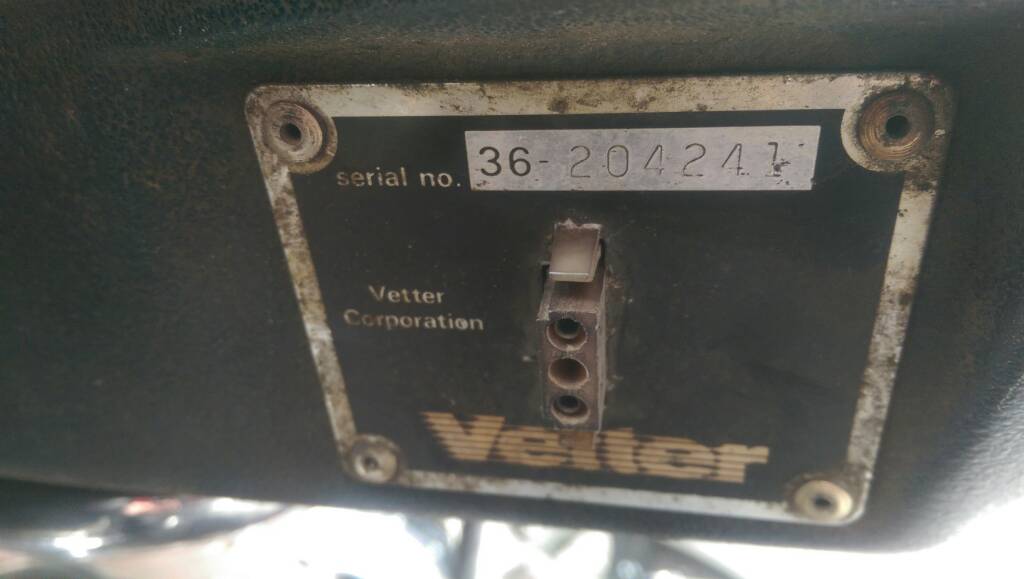 serial no. 36-204241
Vetter
Corporation
Vetter